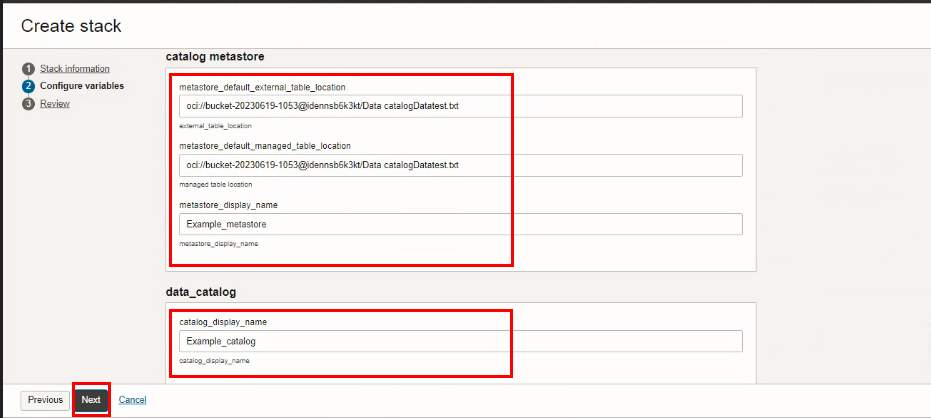 Create stack
1 Stack information
2 Configure variables
3 Review
catalog metastore
metastore_default_external_table_location
oci://bucket-20230619-1053@idennsb6k3kt/Data catalogDatatest.txt
external_table_location
metastore_default_managed_table_location
oci://bucket-20230619-1053@idennsb6k3kt/Data catalogDatatest.txt
managed table location
metastore_display_name
Example_metastore
metastore_display_name
data_catalog
catalog_display_name
Example_catalog
catalog_display_name
Previous Next Cancel